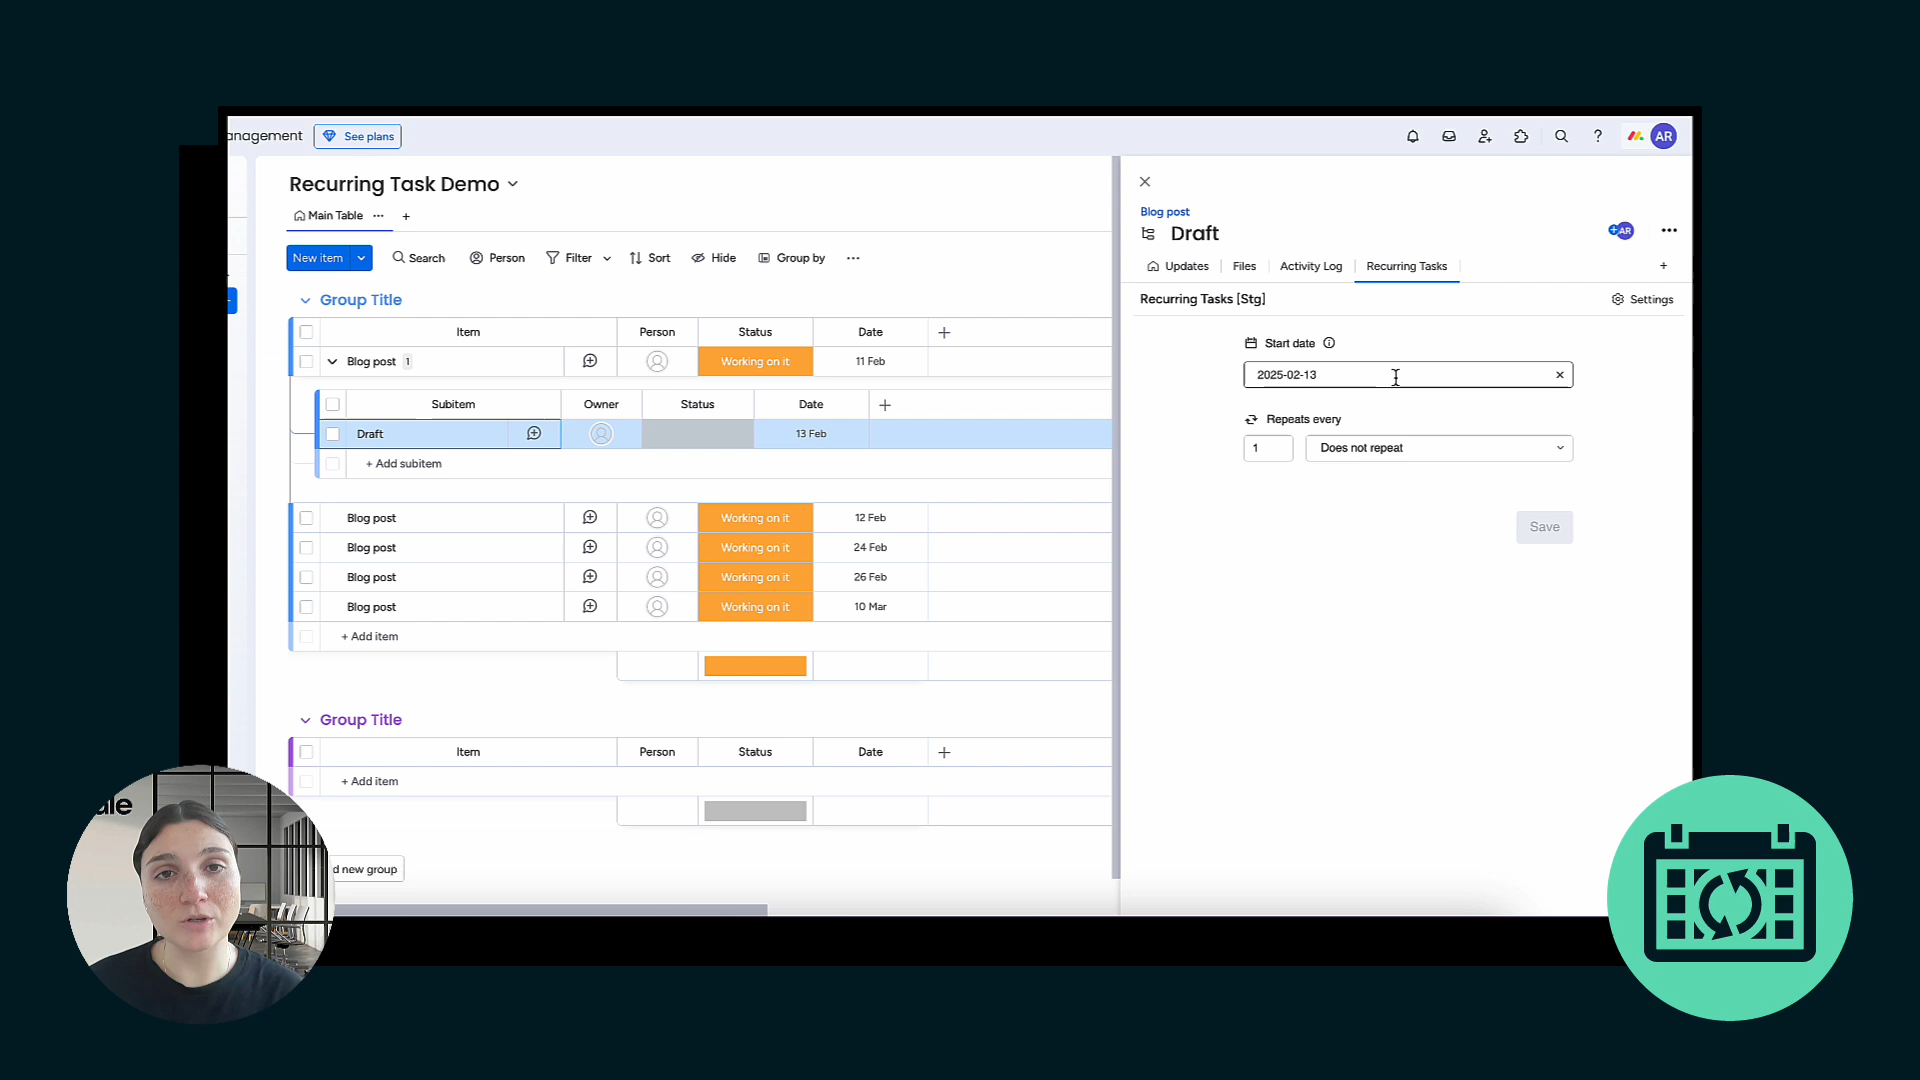 anagement
See plans
AR
Recurring Task Demo
Main Table
New item
Search
Person
Filter
Sort
Hide
Group by
Group Title
Item Person Status Date
Blog post 1 Working on it 11 Feb
Subitem Owner Status Date
Draft 13 Feb
+ Add subitem
Blog post Working on it 12 Feb
Blog post Working on it 24 Feb
Blog post Working on it 26 Feb
Blog post Working on it 10 Mar
+ Add item
Group Title
Item Person Status Date
+ Add item
d new group
Blog post
Draft
AR
Updates
Files
Activity Log
Recurring Tasks
Recurring Tasks [Stg]
Settings
Start date
2025-02-13
Repeats every
1
Does not repeat
Save